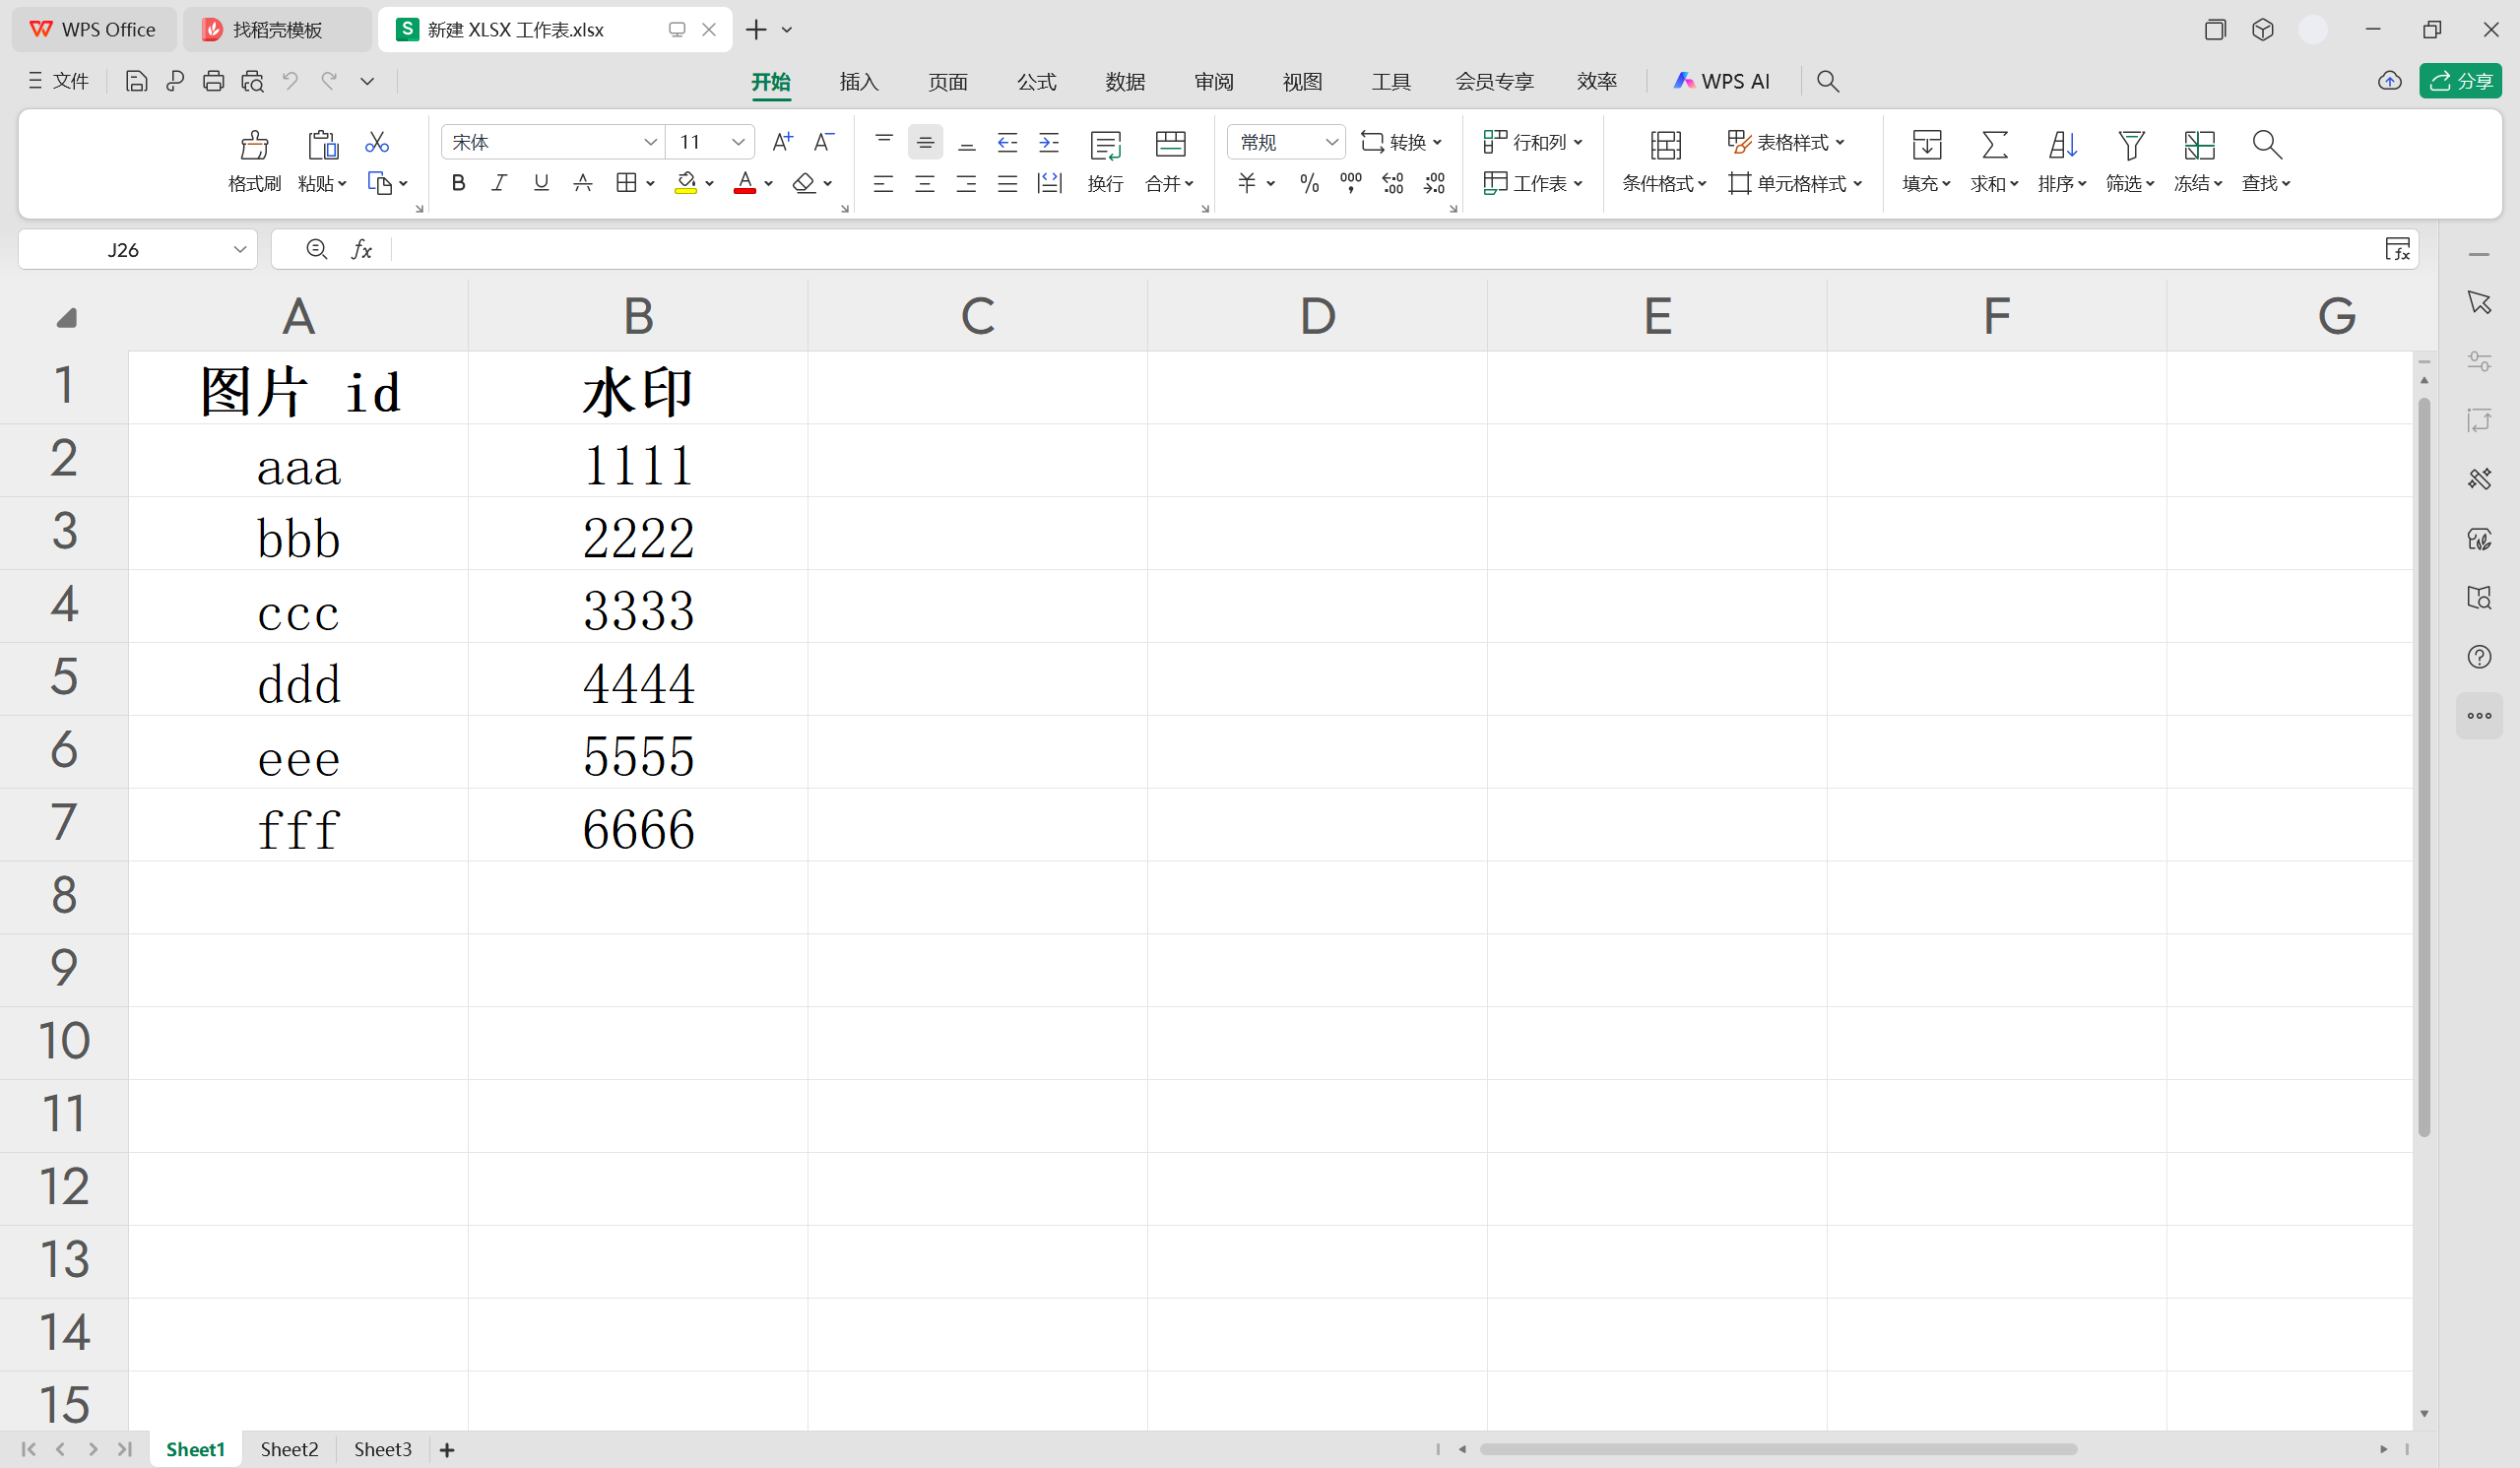 WPS Office 找稻壳模板 新建 XLSX 工作表.xlsx
文件 开始 插入 页面 公式 数据 审阅 视图 工具 会员专享 效率 WPS AI 分享
宋体 11 常规 转换 行和列 表格样式
格式刷 粘贴 换行 合并 工作表 条件格式 单元格样式 填充 求和 排序 筛选 冻结 查找
J26
A B C D E F G
1 图片 id 水印
2 aaa 1111
3 bbb 2222
4 ccc 3333
5 ddd 4444
6 eee 5555
7 fff 6666
8
9
10
11
12
13
14
15
Sheet1 Sheet2 Sheet3